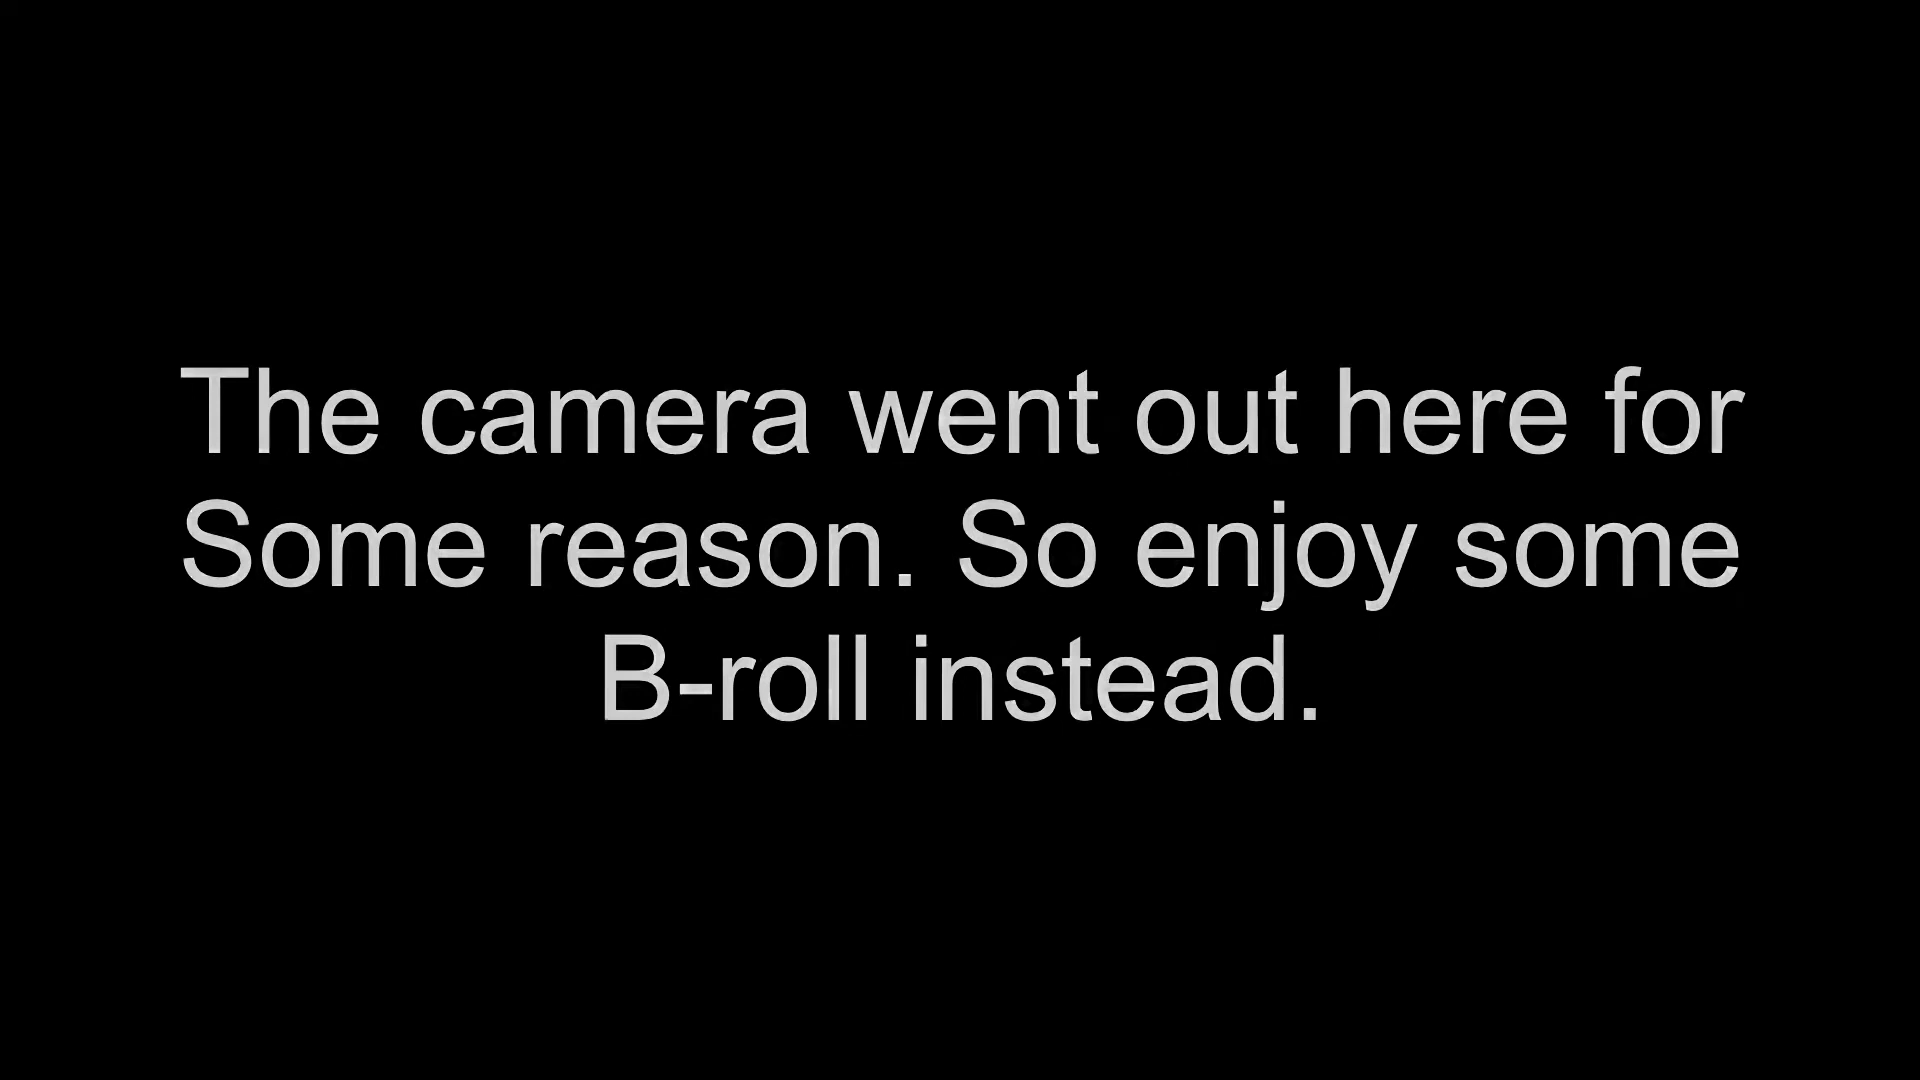 The camera went out here for
Some reason. So enjoy some
B-roll instead.